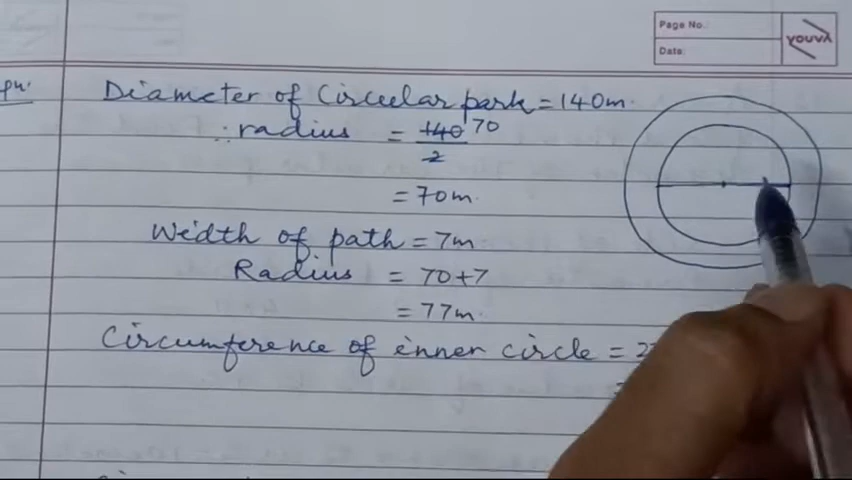 Page No.
Date:
YOUVA
Diameter of Circular park = 140m.
∴ radius = 140 70
2
= 70m.
Width of path = 7m
Radius = 70+7
= 77m.
Circumference of inner circle = 2